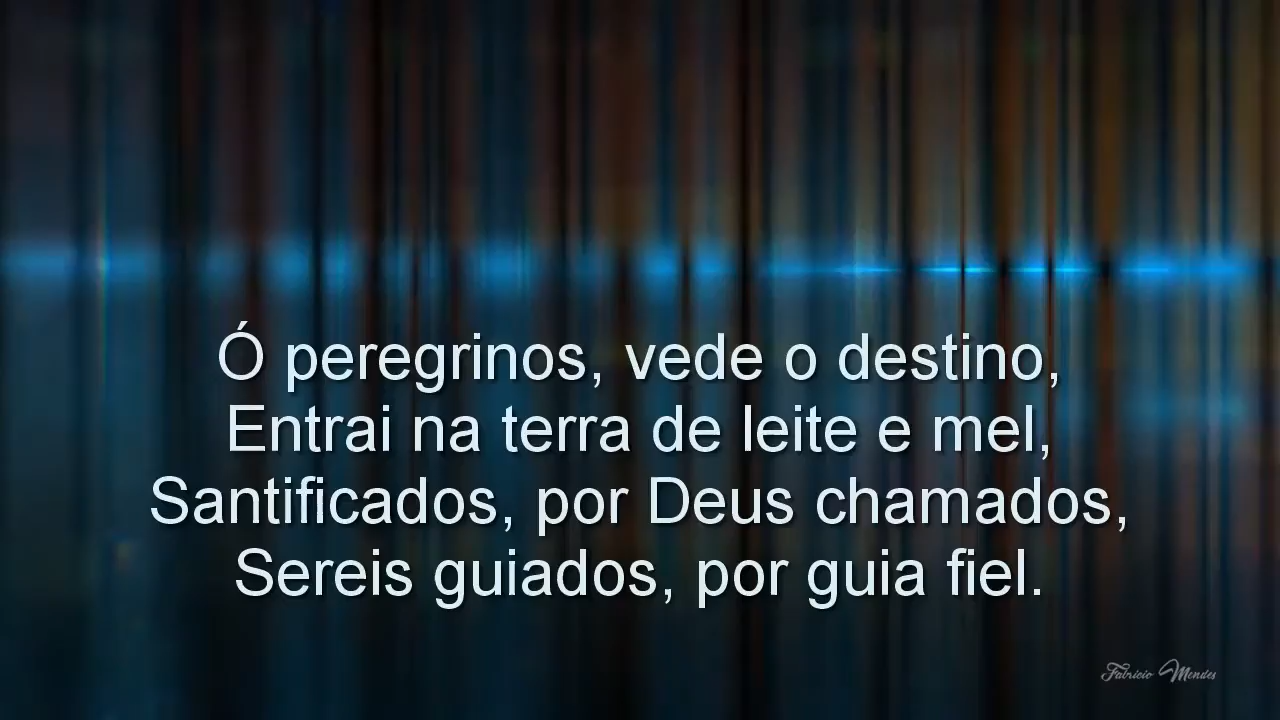 Ó peregrinos, vede o destino,
Entrai na terra de leite e mel,
Santificados, por Deus chamados,
Sereis guiados, por guia fiel.
Fabricio Mendes